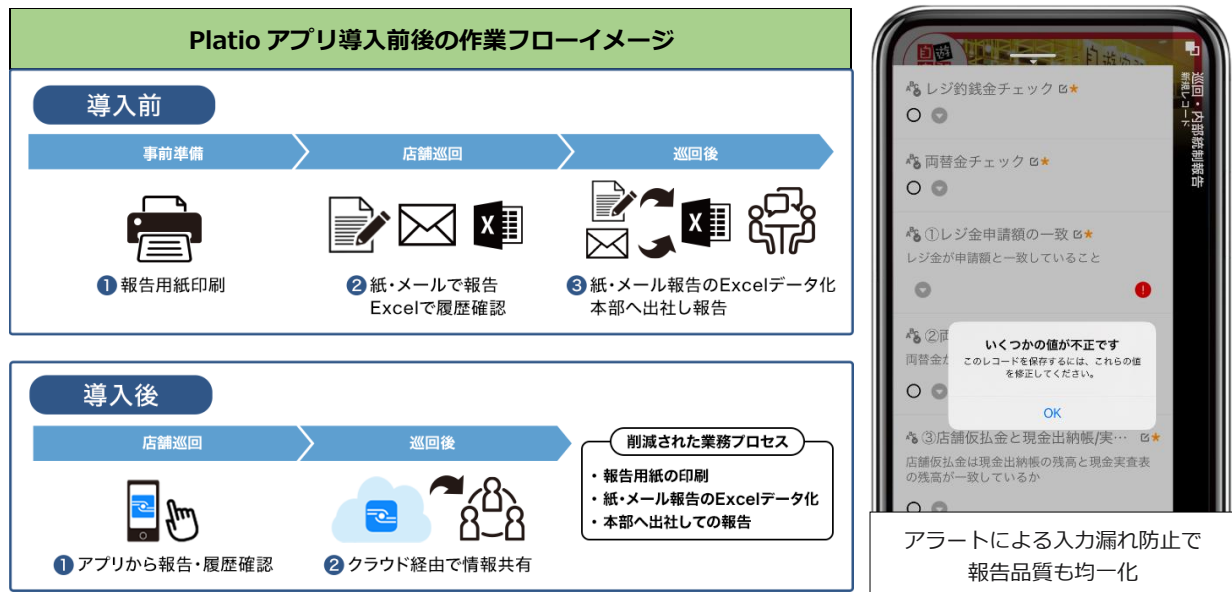 Platio アプリ導入前後の作業フローイメージ
導入前
事前準備
店舗巡回
巡回後
X
X
❶報告用紙印刷
❷紙・メールで報告
Excelで履歴確認
❸紙・メール報告のExcelデータ化
本部へ出社し報告
導入後
店舗巡回
巡回後
❶アプリから報告・履歴確認
❷クラウド経由で情報共有
削減された業務プロセス
・報告用紙の印刷
・紙・メール報告のExcelデータ化
・本部へ出社しての報告
自遊
巡回・内部統制報告
新規レコード
レジ釣銭金チェック
両替金チェック
①レジ金申請額の一致
レジ金が申請額と一致していること
②両
両替金が
いくつかの値が不正です
このレコードを保存するには、これらの値
を修正してください。
OK
③店舗仮払金と現金出納帳/実…
店舗仮払金は現金出納帳の残高と現金実査表
の残高が一致しているか
アラートによる入力漏れ防止で
報告品質も均一化